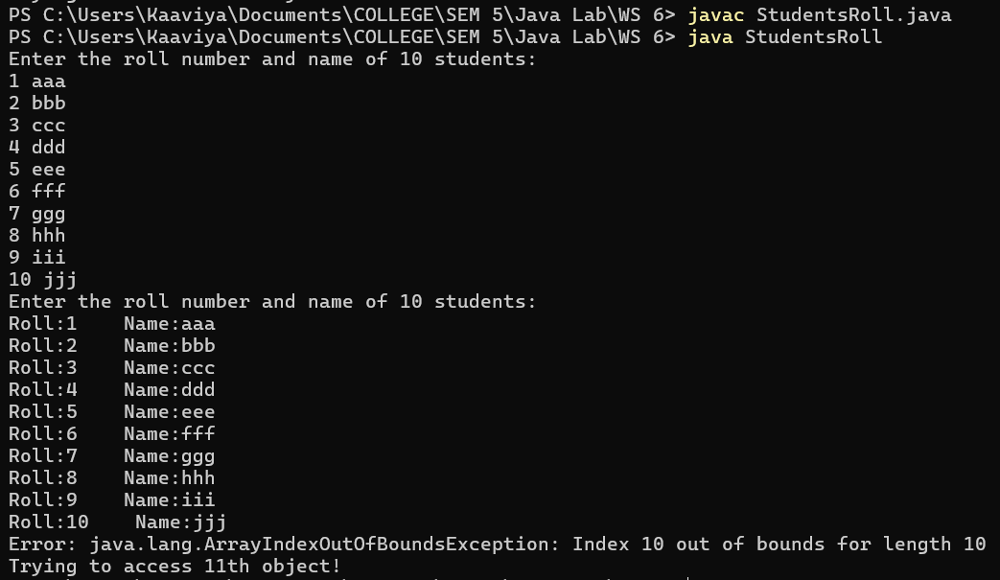 PS C:\Users\Kaaviya\Documents\COLLEGE\SEM 5\Java Lab\WS 6> javac StudentsRoll.java
PS C:\Users\Kaaviya\Documents\COLLEGE\SEM 5\Java Lab\WS 6> java StudentsRoll
Enter the roll number and name of 10 students:
1 aaa
2 bbb
3 ccc
4 ddd
5 eee
6 fff
7 ggg
8 hhh
9 iii
10 jjj
Enter the roll number and name of 10 students:
Roll:1    Name:aaa
Roll:2    Name:bbb
Roll:3    Name:ccc
Roll:4    Name:ddd
Roll:5    Name:eee
Roll:6    Name:fff
Roll:7    Name:ggg
Roll:8    Name:hhh
Roll:9    Name:iii
Roll:10    Name:jjj
Error: java.lang.ArrayIndexOutOfBoundsException: Index 10 out of bounds for length 10
Trying to access 11th object!